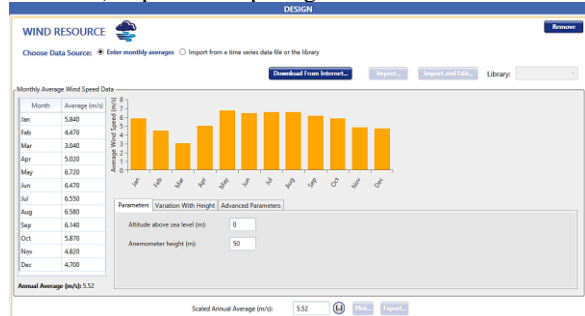 DESIGN
WIND RESOURCE
Remove
Choose Data Source: Enter monthly averages Import from a time series data file or the library
Download From Internet... Import... Import and Edit... Library:
Monthly Average Wind Speed Data
Month Average (m/s)
Jan 5.840
Feb 4.470
Mar 3.040
Apr 5.020
May 6.720
Jun 6.470
Jul 6.550
Aug 6.580
Sep 6.140
Oct 5.870
Nov 4.820
Dec 4.700
Annual Average (m/s): 5.52
Average Wind Speed (m/s)
8
7
6
5
4
3
2
1
0
Jan Feb Mar Apr May Jun Jul Aug Sep Oct Nov Dec
Parameters Variation With Height Advanced Parameters
Altitude above sea level (m): 0
Anemometer height (m): 50
Scaled Annual Average (m/s): 5.52 Plot... Export...